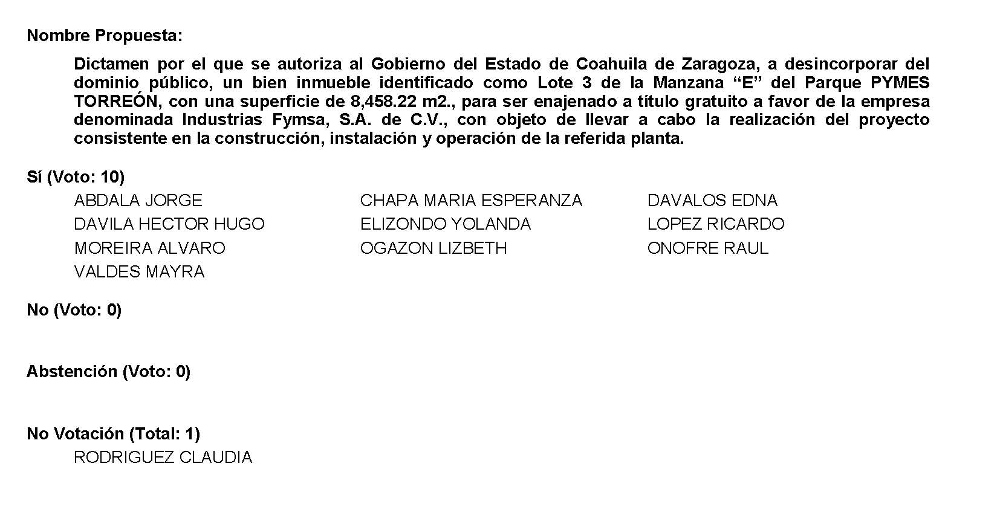 Nombre Propuesta:
Dictamen por el que se autoriza al Gobierno del Estado de Coahuila de Zaragoza, a desincorporar del
dominio público, un bien inmueble identificado como Lote 3 de la Manzana “E” del Parque PYMES
TORREÓN, con una superficie de 8,458.22 m2., para ser enajenado a título gratuito a favor de la empresa
denominada Industrias Fymsa, S.A. de C.V., con objeto de llevar a cabo la realización del proyecto
consistente en la construcción, instalación y operación de la referida planta.
Sí (Voto: 10)
ABDALA JORGE CHAPA MARIA ESPERANZA DAVALOS EDNA
DAVILA HECTOR HUGO ELIZONDO YOLANDA LOPEZ RICARDO
MOREIRA ALVARO OGAZON LIZBETH ONOFRE RAUL
VALDES MAYRA
No (Voto: 0)
Abstención (Voto: 0)
No Votación (Total: 1)
RODRIGUEZ CLAUDIA